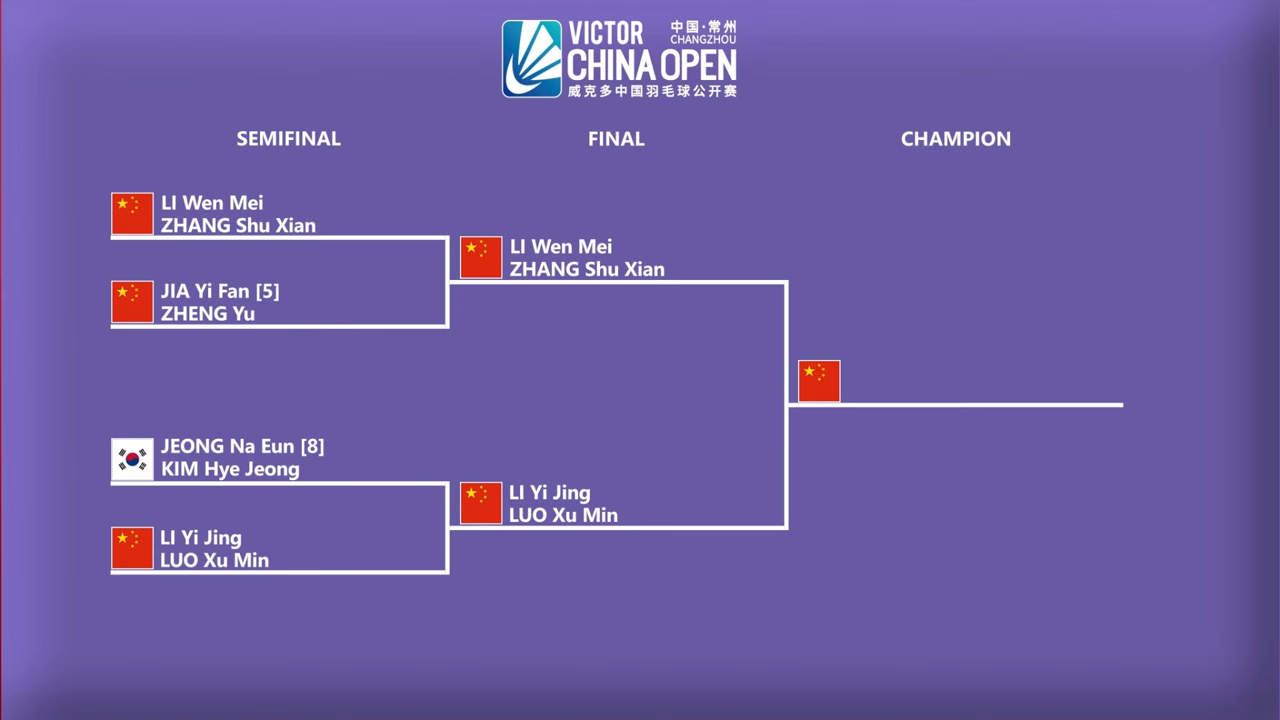 VICTOR
中国·常州
CHANGZHOU
CHINA OPEN
威克多中国羽毛球公开赛
SEMIFINAL
FINAL
CHAMPION
LI Wen Mei
ZHANG Shu Xian
JIA Yi Fan [5]
ZHENG Yu
JEONG Na Eun [8]
KIM Hye Jeong
LI Yi Jing
LUO Xu Min
LI Wen Mei
ZHANG Shu Xian
LI Yi Jing
LUO Xu Min